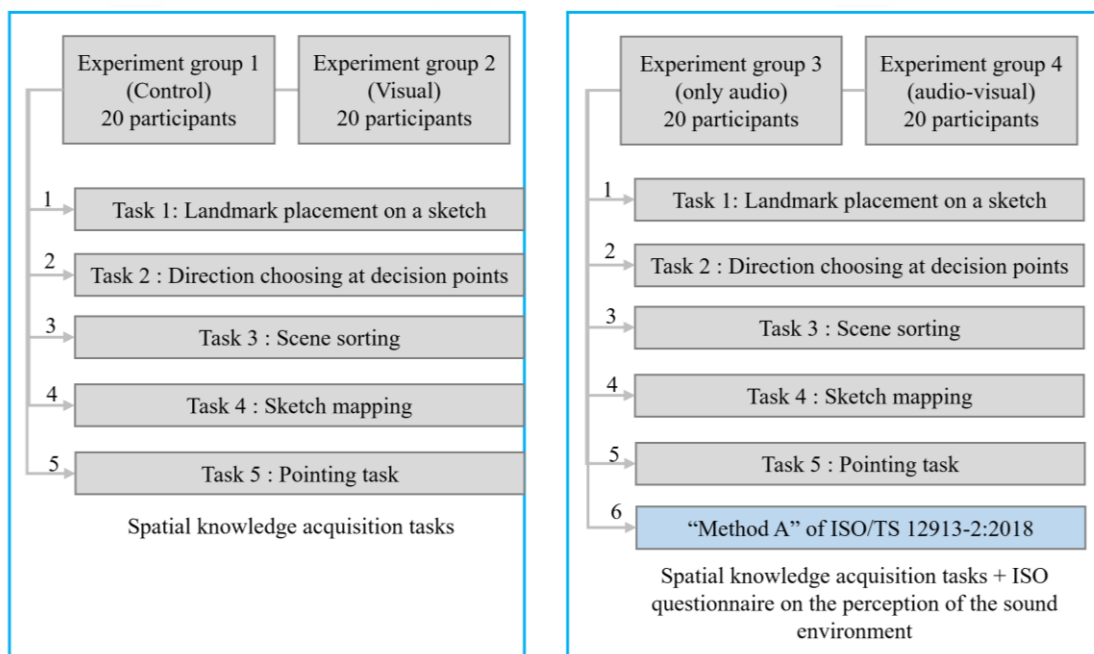 Experiment group 1
(Control)
20 participants
Experiment group 2
(Visual)
20 participants
1
Task 1: Landmark placement on a sketch
2
Task 2 : Direction choosing at decision points
3
Task 3 : Scene sorting
4
Task 4 : Sketch mapping
5
Task 5 : Pointing task
Spatial knowledge acquisition tasks
Experiment group 3
(only audio)
20 participants
Experiment group 4
(audio-visual)
20 participants
1
Task 1: Landmark placement on a sketch
2
Task 2 : Direction choosing at decision points
3
Task 3 : Scene sorting
4
Task 4 : Sketch mapping
5
Task 5 : Pointing task
6
“Method A” of ISO/TS 12913-2:2018
Spatial knowledge acquisition tasks + ISO
questionnaire on the perception of the sound
environment